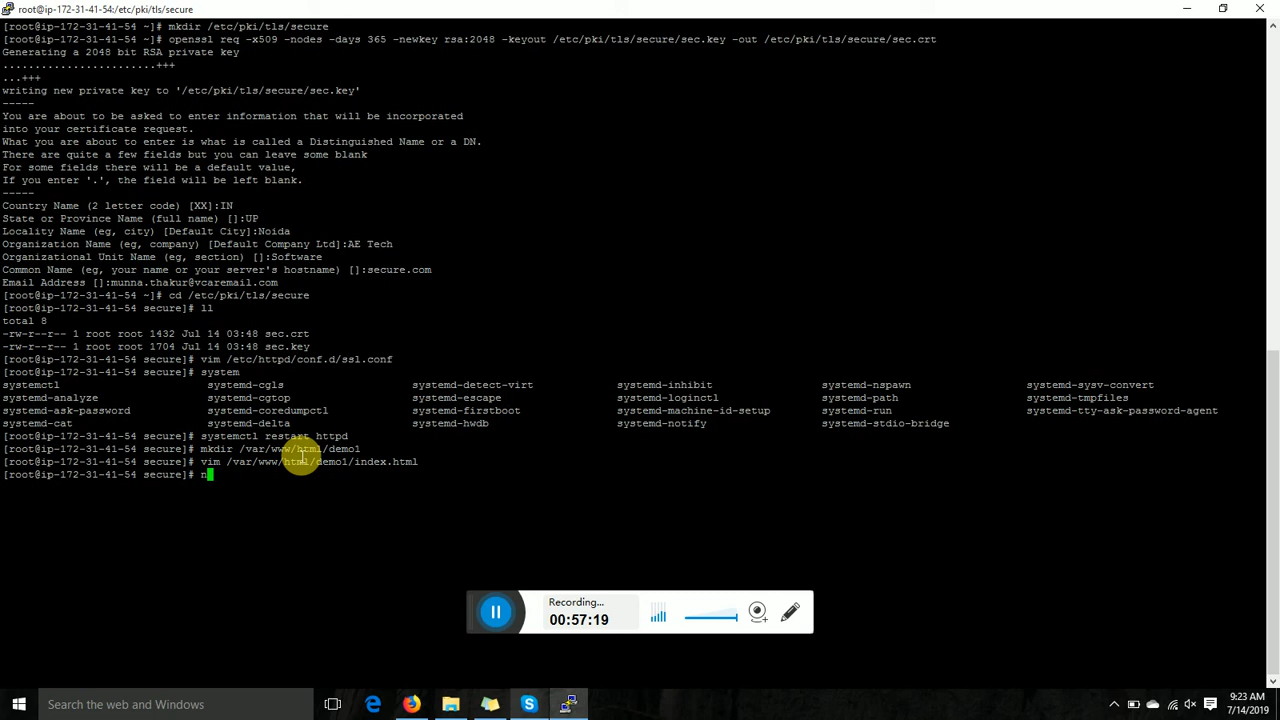 root@ip-172-31-41-54:/etc/pki/tls/secure
[root@ip-172-31-41-54 ~]# mkdir /etc/pki/tls/secure
[root@ip-172-31-41-54 ~]# openssl req -x509 -nodes -days 365 -newkey rsa:2048 -keyout /etc/pki/tls/secure/sec.key -out /etc/pki/tls/secure/sec.crt
Generating a 2048 bit RSA private key
.......................+++
...+++
writing new private key to '/etc/pki/tls/secure/sec.key'
-----
You are about to be asked to enter information that will be incorporated
into your certificate request.
What you are about to enter is what is called a Distinguished Name or a DN.
There are quite a few fields but you can leave some blank
For some fields there will be a default value,
If you enter '.', the field will be left blank.
-----
Country Name (2 letter code) [XX]:IN
State or Province Name (full name) []:UP
Locality Name (eg, city) [Default City]:Noida
Organization Name (eg, company) [Default Company Ltd]:AE Tech
Organizational Unit Name (eg, section) []:Software
Common Name (eg, your name or your server's hostname) []:secure.com
Email Address []:munna.thakur@vcaremail.com
[root@ip-172-31-41-54 ~]# cd /etc/pki/tls/secure
[root@ip-172-31-41-54 secure]# ll
total 8
-rw-r--r-- 1 root root 1432 Jul 14 03:48 sec.crt
-rw-r--r-- 1 root root 1704 Jul 14 03:48 sec.key
[root@ip-172-31-41-54 secure]# vim /etc/httpd/conf.d/ssl.conf
[root@ip-172-31-41-54 secure]# system
systemctl systemd-cgls systemd-detect-virt systemd-inhibit systemd-nspawn systemd-sysv-convert
systemd-analyze systemd-cgtop systemd-escape systemd-loginctl systemd-path systemd-tmpfiles
systemd-ask-password systemd-coredumpctl systemd-firstboot systemd-machine-id-setup systemd-run systemd-tty-ask-password-agent
systemd-cat systemd-delta systemd-hwdb systemd-notify systemd-stdio-bridge
[root@ip-172-31-41-54 secure]# systemctl restart httpd
[root@ip-172-31-41-54 secure]# mkdir /var/www/html/demo1
[root@ip-172-31-41-54 secure]# vim /var/www/html/demo1/index.html
[root@ip-172-31-41-54 secure]# n
Recording...
00:57:19
Search the web and Windows
9:23 AM
7/14/2019